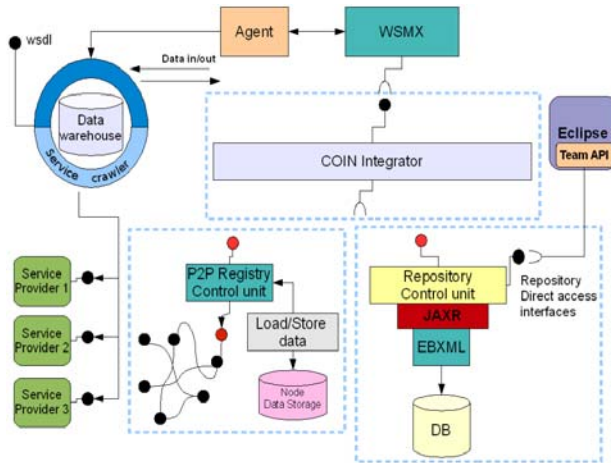 wsdl
Agent
WSMX
Data in/out
Data
warehouse
service crawler
COIN Integrator
Eclipse
Team API
Service
Provider 1
Service
Provider 2
Service
Provider 3
P2P Registry
Control unit
Load/Store
data
Node
Data Storage
Repository
Control unit
JAXR
EBXML
DB
Repository
Direct access
interfaces